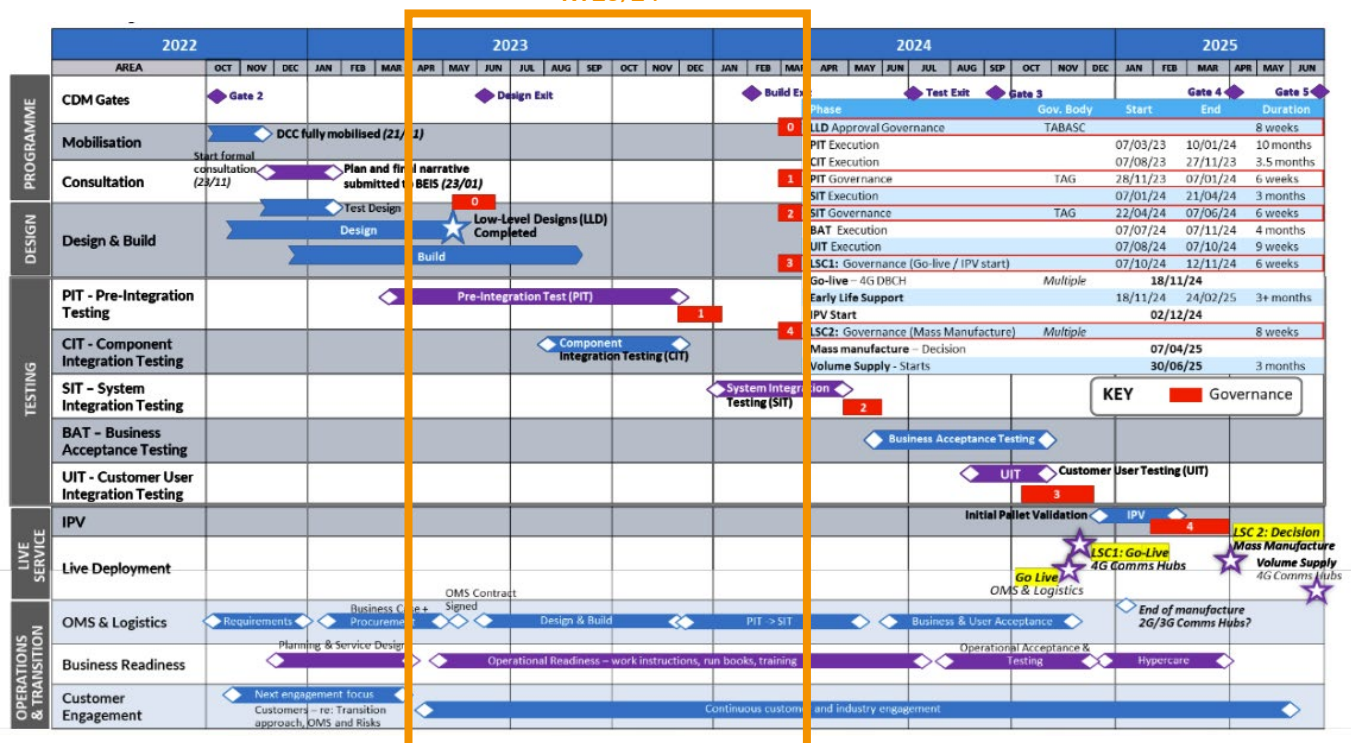 2022 2023 2024 2025
AREA OCT NOV DEC JAN FEB MAR APR MAY JUN JUL AUG SEP OCT NOV DEC JAN FEB MAR APR MAY JUN JUL AUG SEP OCT NOV DEC JAN FEB MAR APR MAY JUN
PROGRAMME
CDM Gates
Gate 2
Design Exit
Build Exit
Test Exit
Gate 3
Gate 4
Gate 5
Mobilisation
DCC fully mobilised (21/11)
Consultation
Start formal
consultation
(23/11)
Plan and final narrative
submitted to BEIS (23/01)
DESIGN
Design & Build
Test Design
Design
Build
0
Low-Level Designs (LLD)
Completed
Phase Gov. Body Start End Duration
0 LLD Approval Governance TABASC 8 weeks
PIT Execution 07/03/23 10/01/24 10 months
CIT Execution 07/08/23 27/11/23 3.5 months
1 PIT Governance TAG 28/11/23 07/01/24 6 weeks
SIT Execution 07/01/24 21/04/24 3 months
2 SIT Governance TAG 22/04/24 07/06/24 6 weeks
BAT Execution 07/07/24 07/11/24 4 months
UIT Execution 07/08/24 07/10/24 9 weeks
3 LSC1: Governance (Go-live / IPV start) 07/10/24 12/11/24 6 weeks
Go-live – 4G DBCH Multiple 18/11/24
Early Life Support 18/11/24 24/02/25 3+ months
IPV Start 02/12/24
4 LSC2: Governance (Mass Manufacture) Multiple 8 weeks
Mass manufacture – Decision 07/04/25
Volume Supply - Starts 30/06/25 3 months
KEY Governance
TESTING
PIT - Pre-Integration
Testing
Pre-Integration Test (PIT)
1
CIT - Component
Integration Testing
Component
Integration Testing (CIT)
SIT – System
Integration Testing
System Integration
Testing (SIT)
2
BAT – Business
Acceptance Testing
Business Acceptance Testing
UIT - Customer User
Integration Testing
UIT
Customer User Testing (UIT)
3
LIVE
SERVICE
IPV
Initial Pallet Validation
IPV
4
Live Deployment
Go Live
OMS & Logistics
LSC1: Go-Live
4G Comms Hubs
LSC 2: Decision
Mass Manufacture
Volume Supply
4G Comms Hubs
OPERATIONS
& TRANSITION
OMS & Logistics
Requirements
Business Case +
Procurement
OMS Contract
Signed
Design & Build
PIT -> SIT
Business & User Acceptance
End of manufacture
2G/3G Comms Hubs?
Business Readiness
Planning & Service Design
Operational Readiness – work instructions, run books, training
Operational Acceptance &
Testing
Hypercare
Customer
Engagement
Next engagement focus
Customers – re: Transition
approach, OMS and Risks
Continuous customer and industry engagement